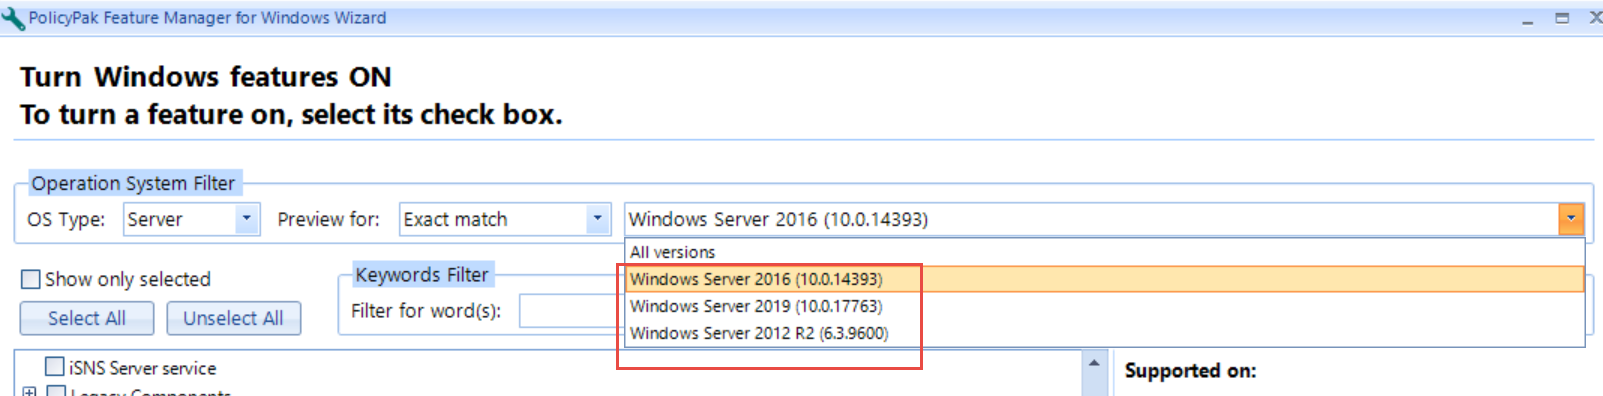 PolicyPak Feature Manager for Windows Wizard
Turn Windows features ON
To turn a feature on, select its check box.
Operation System Filter
OS Type: Server Preview for: Exact match Windows Server 2016 (10.0.14393)
All versions
Show only selected
Keywords Filter
Windows Server 2016 (10.0.14393)
Windows Server 2019 (10.0.17763)
Select All Unselect All
Filter for word(s):
Windows Server 2012 R2 (6.3.9600)
iSNS Server service
Supported on:
Legacy Components